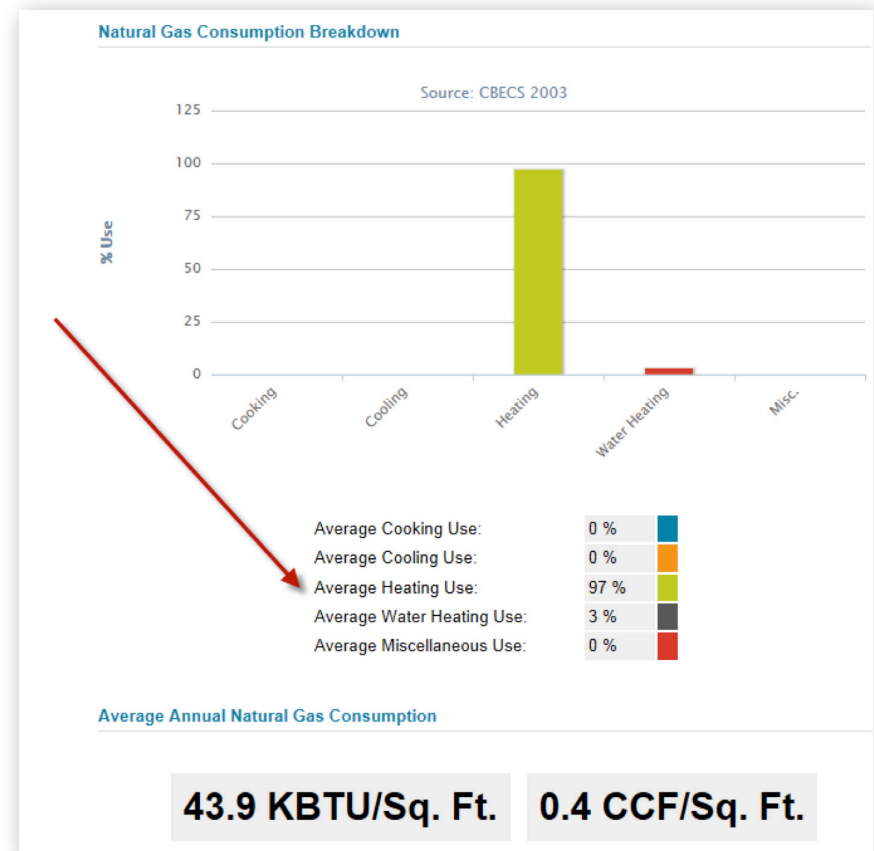 Natural Gas Consumption Breakdown
Source: CBECS 2003
125
100
75
50
25
0
% Use
Cooking
Cooling
Heating
Water Heating
Misc.
Average Cooking Use: 0 %
Average Cooling Use: 0 %
Average Heating Use: 97 %
Average Water Heating Use: 3 %
Average Miscellaneous Use: 0 %
Average Annual Natural Gas Consumption
43.9 KBTU/Sq. Ft. 0.4 CCF/Sq. Ft.